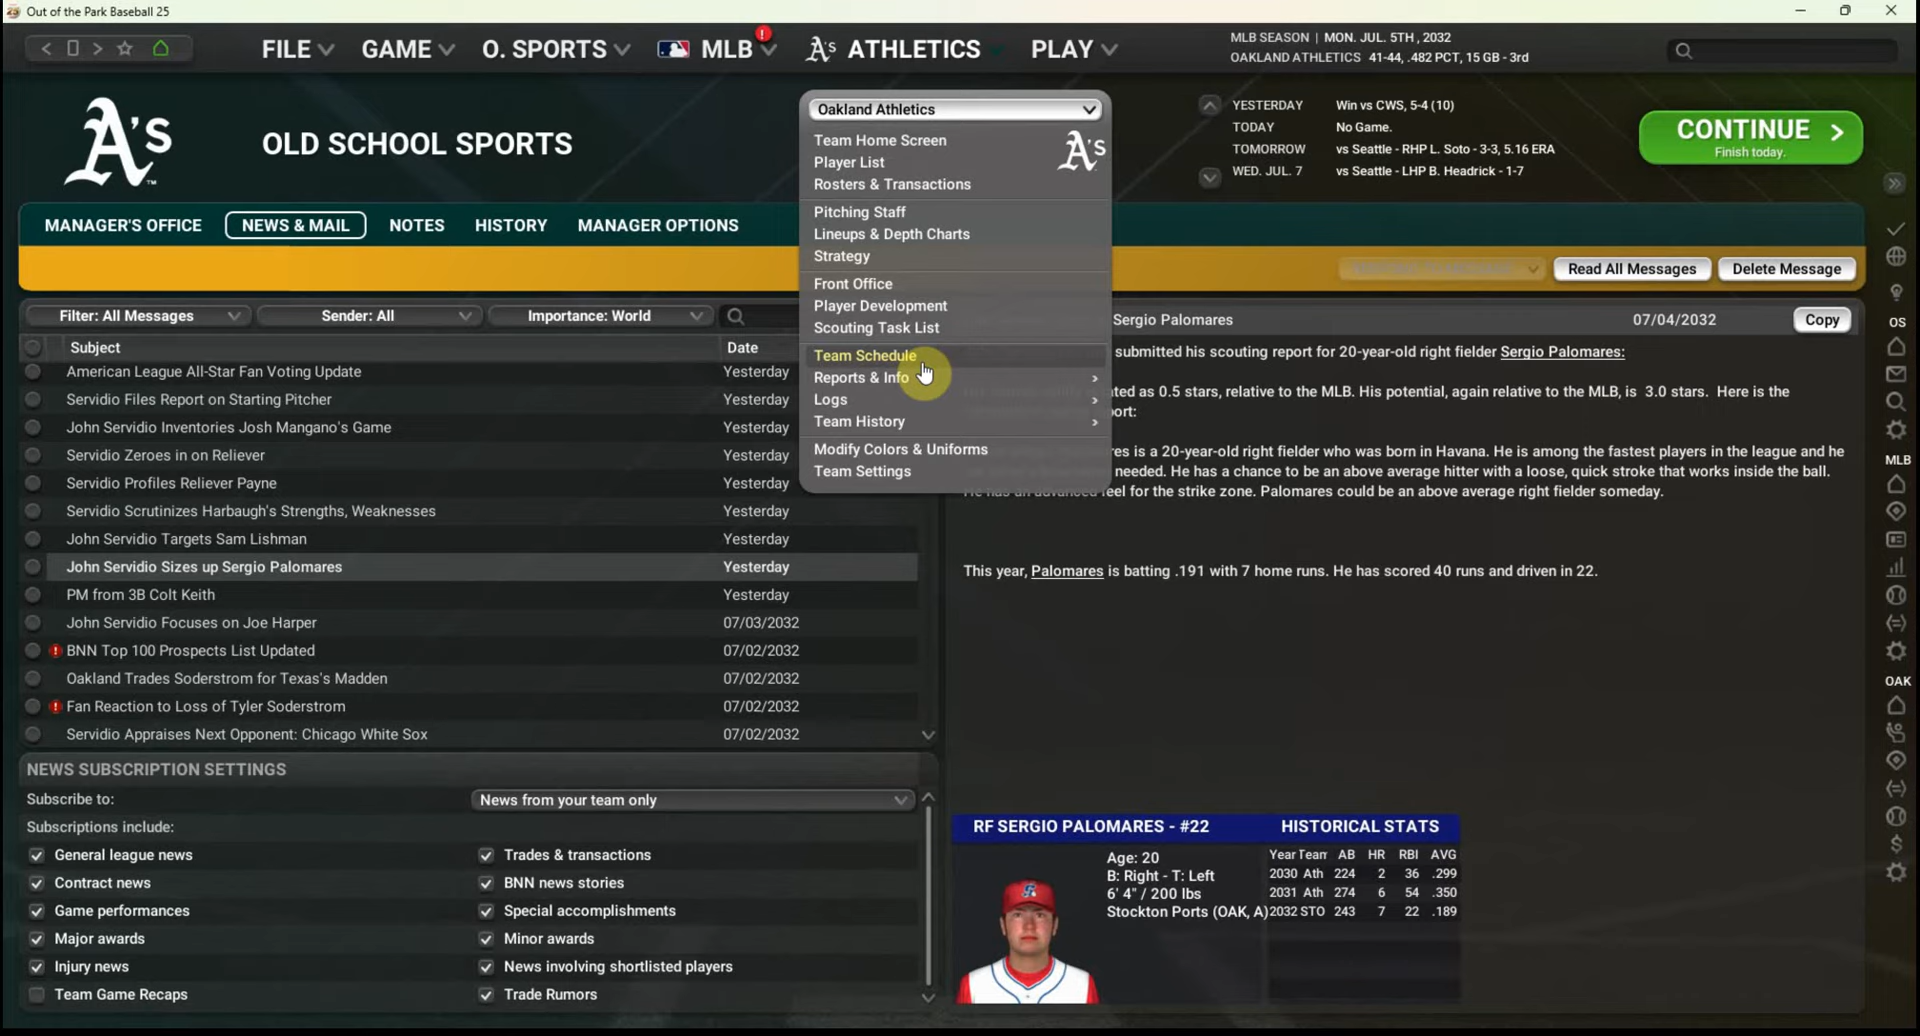 Out of the Park Baseball 25
FILE
GAME
O. SPORTS
MLB
A's ATHLETICS
PLAY
MLB SEASON | MON. JUL. 5TH , 2032
OAKLAND ATHLETICS 41-44, .482 PCT, 15 GB - 3rd
A's
OLD SCHOOL SPORTS
Oakland Athletics
Team Home Screen
A's
Player List
Rosters & Transactions
Pitching Staff
Lineups & Depth Charts
Strategy
Front Office
Player Development
Scouting Task List
Team Schedule
Reports & Info
Logs
Team History
Modify Colors & Uniforms
Team Settings
YESTERDAY Win vs CWS, 5-4 (10)
TODAY No Game.
TOMORROW vs Seattle - RHP L. Soto - 3-3, 5.16 ERA
WED. JUL. 7 vs Seattle - LHP B. Headrick - 1-7
CONTINUE
Finish today.
MANAGER'S OFFICE
NEWS & MAIL
NOTES
HISTORY
MANAGER OPTIONS
Read All Messages
Delete Message
Filter: All Messages
Sender: All
Importance: World
Subject Date
American League All-Star Fan Voting Update Yesterday
Servidio Files Report on Starting Pitcher Yesterday
John Servidio Inventories Josh Mangano's Game Yesterday
Servidio Zeroes in on Reliever Yesterday
Servidio Profiles Reliever Payne Yesterday
Servidio Scrutinizes Harbaugh's Strengths, Weaknesses Yesterday
John Servidio Targets Sam Lishman Yesterday
John Servidio Sizes up Sergio Palomares Yesterday
PM from 3B Colt Keith Yesterday
John Servidio Focuses on Joe Harper 07/03/2032
BNN Top 100 Prospects List Updated 07/02/2032
Oakland Trades Soderstrom for Texas's Madden 07/02/2032
Fan Reaction to Loss of Tyler Soderstrom 07/02/2032
Servidio Appraises Next Opponent: Chicago White Sox 07/02/2032
NEWS SUBSCRIPTION SETTINGS
Subscribe to: News from your team only
Subscriptions include:
General league news Trades & transactions
Contract news BNN news stories
Game performances Special accomplishments
Major awards Minor awards
Injury news News involving shortlisted players
Team Game Recaps Trade Rumors
Sergio Palomares 07/04/2032
Copy
submitted his scouting report for 20-year-old right fielder Sergio Palomares:
ated as 0.5 stars, relative to the MLB. His potential, again relative to the MLB, is 3.0 stars. Here is the
ort:
res is a 20-year-old right fielder who was born in Havana. He is among the fastest players in the league and he
needed. He has a chance to be an above average hitter with a loose, quick stroke that works inside the ball.
He has an advanced feel for the strike zone. Palomares could be an above average right fielder someday.
This year, Palomares is batting .191 with 7 home runs. He has scored 40 runs and driven in 22.
RF SERGIO PALOMARES - #22
Age: 20
B: Right - T: Left
6' 4" / 200 lbs
Stockton Ports (OAK, A)
HISTORICAL STATS
Year Team AB HR RBI AVG
2030 Ath 224 2 36 .299
2031 Ath 274 6 54 .350
2032 STO 243 7 22 .189
OS
MLB
OAK